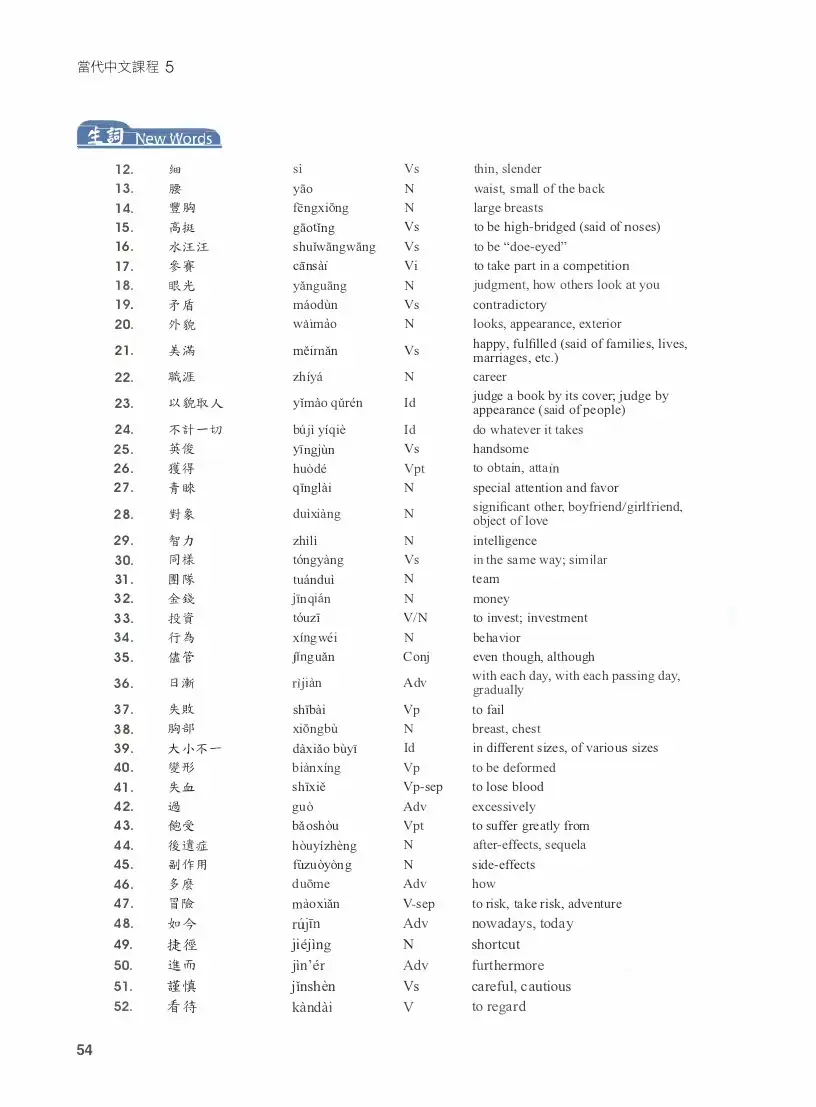 當代中文課程 5
生詞 New Words
12. 細 sì Vs thin, slender
13. 腰 yāo N waist, small of the back
14. 豐胸 fēngxiōng N large breasts
15. 高挺 gāotǐng Vs to be high-bridged (said of noses)
16. 水汪汪 shuǐwāngwāng Vs to be “doe-eyed”
17. 參賽 cānsài Vi to take part in a competition
18. 眼光 yǎnguāng N judgment, how others look at you
19. 矛盾 máodùn Vs contradictory
20. 外貌 wàimào N looks, appearance, exterior
21. 美滿 měimǎn Vs happy, fulfilled (said of families, lives,
marriages, etc.)
22. 職涯 zhíyá N career
23. 以貌取人 yǐmào qǔrén Id judge a book by its cover; judge by
appearance (said of people)
24. 不計一切 bújì yíqiè Id do whatever it takes
25. 英俊 yīngjùn Vs handsome
26. 獲得 huòdé Vpt to obtain, attain
27. 青睞 qīnglài N special attention and favor
28. 對象 duìxiàng N significant other, boyfriend/girlfriend,
object of love
29. 智力 zhìlì N intelligence
30. 同樣 tóngyàng Vs in the same way; similar
31. 團隊 tuánduì N team
32. 金錢 jīnqián N money
33. 投資 tóuzī V/N to invest; investment
34. 行為 xíngwéi N behavior
35. 儘管 jǐnguǎn Conj even though, although
36. 日漸 rìjiàn Adv with each day, with each passing day,
gradually
37. 失敗 shībài Vp to fail
38. 胸部 xiōngbù N breast, chest
39. 大小不一 dàxiǎo bùyī Id in different sizes, of various sizes
40. 變形 biànxíng Vp to be deformed
41. 失血 shīxiě Vp-sep to lose blood
42. 過 guò Adv excessively
43. 飽受 bǎoshòu Vpt to suffer greatly from
44. 後遺症 hòuyízhèng N after-effects, sequela
45. 副作用 fùzuòyòng N side-effects
46. 多麼 duōme Adv how
47. 冒險 màoxiǎn V-sep to risk, take risk, adventure
48. 如今 rújīn Adv nowadays, today
49. 捷徑 jiéjìng N shortcut
50. 進而 jìn’ér Adv furthermore
51. 謹慎 jǐnshèn Vs careful, cautious
52. 看待 kàndài V to regard
54